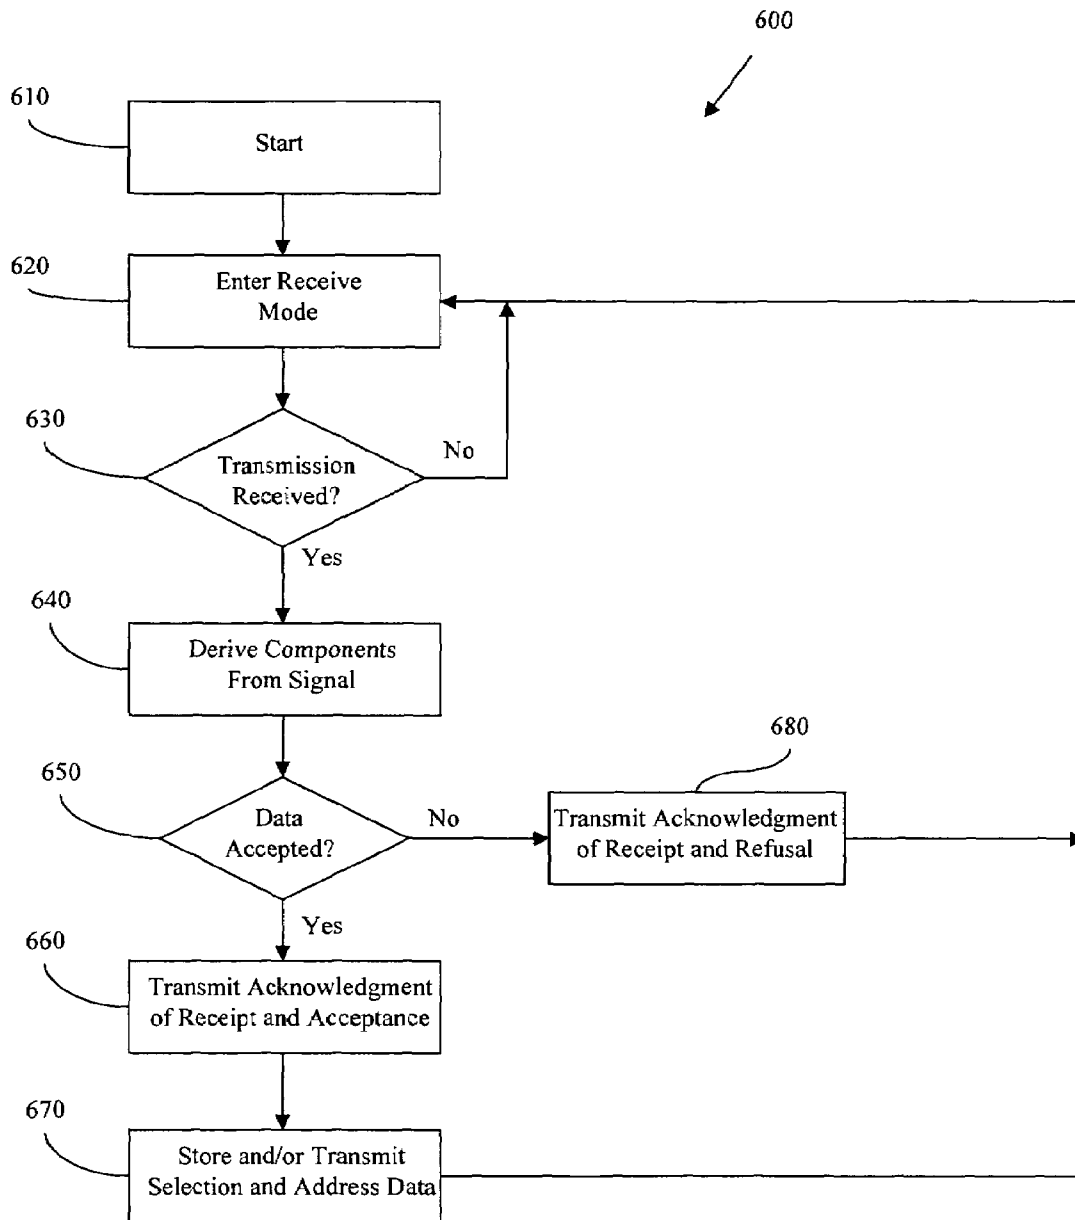 600
610
Start
620
Enter Receive
Mode
630
Transmission
Received?
No
Yes
640
Derive Components
From Signal
650
Data
Accepted?
No
680
Transmit Acknowledgment
of Receipt and Refusal
Yes
660
Transmit Acknowledgment
of Receipt and Acceptance
670
Store and/or Transmit
Selection and Address Data